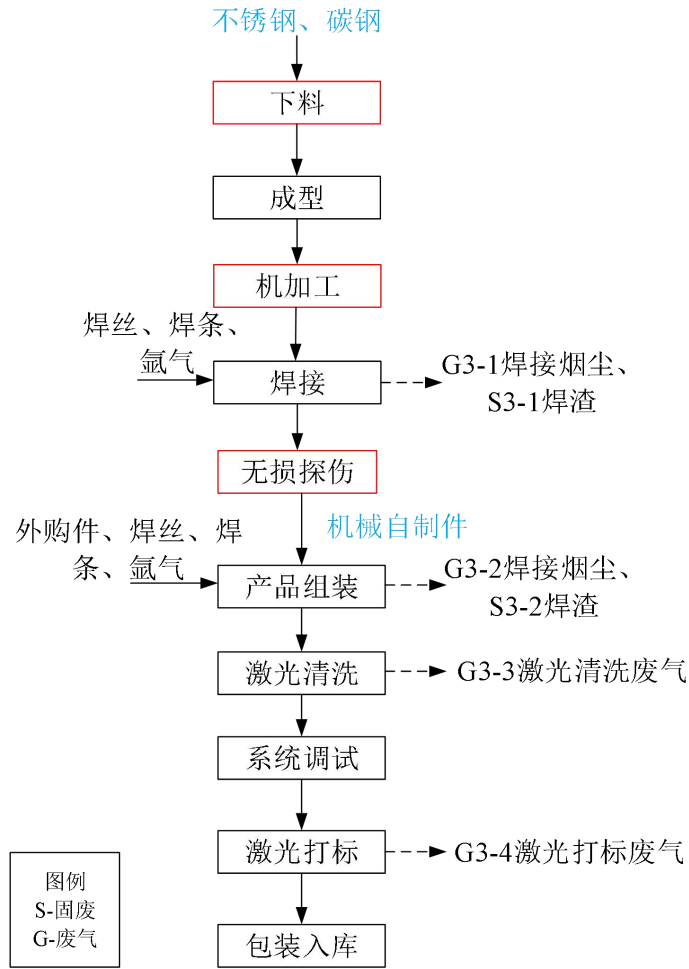 不锈钢、碳钢
下料
成型
机加工
焊丝、焊条、
氩气
焊接
G3-1焊接烟尘、
S3-1焊渣
无损探伤
机械自制件
外购件、焊丝、焊
条、氩气
产品组装
G3-2焊接烟尘、
S3-2焊渣
激光清洗
G3-3激光清洗废气
系统调试
激光打标
G3-4激光打标废气
包装入库
图例
S-固废
G-废气